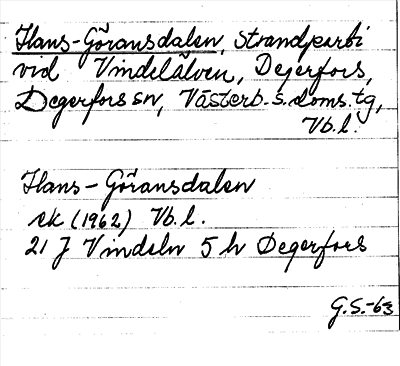 Hans-Göransdalen, strandparti
vid Vindelälven, Degerfors,
Degerfors sn, Västerb. s. doms. tg,
Vb.l.
Hans-Göransdalen
ek (1962) Vb.l.
21 J Vindeln 5 h Degerfors
G.S.-63